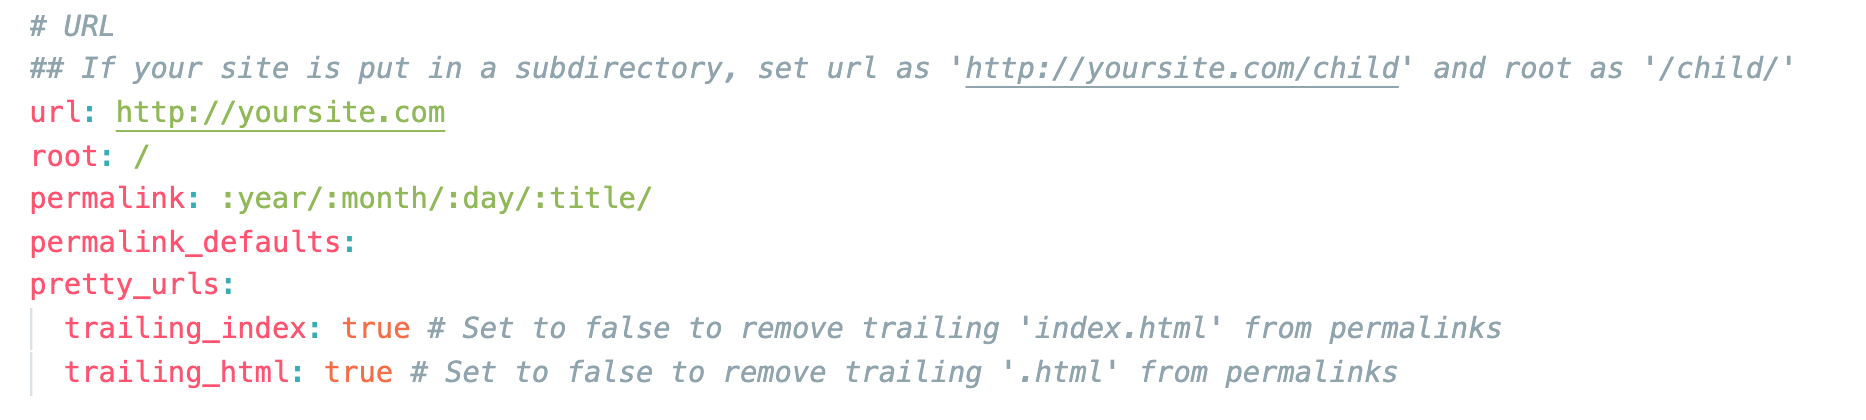 # URL
## If your site is put in a subdirectory, set url as 'http://yoursite.com/child' and root as '/child/'
url: http://yoursite.com
root: /
permalink: :year/:month/:day/:title/
permalink_defaults:
pretty_urls:
  trailing_index: true # Set to false to remove trailing 'index.html' from permalinks
  trailing_html: true # Set to false to remove trailing '.html' from permalinks